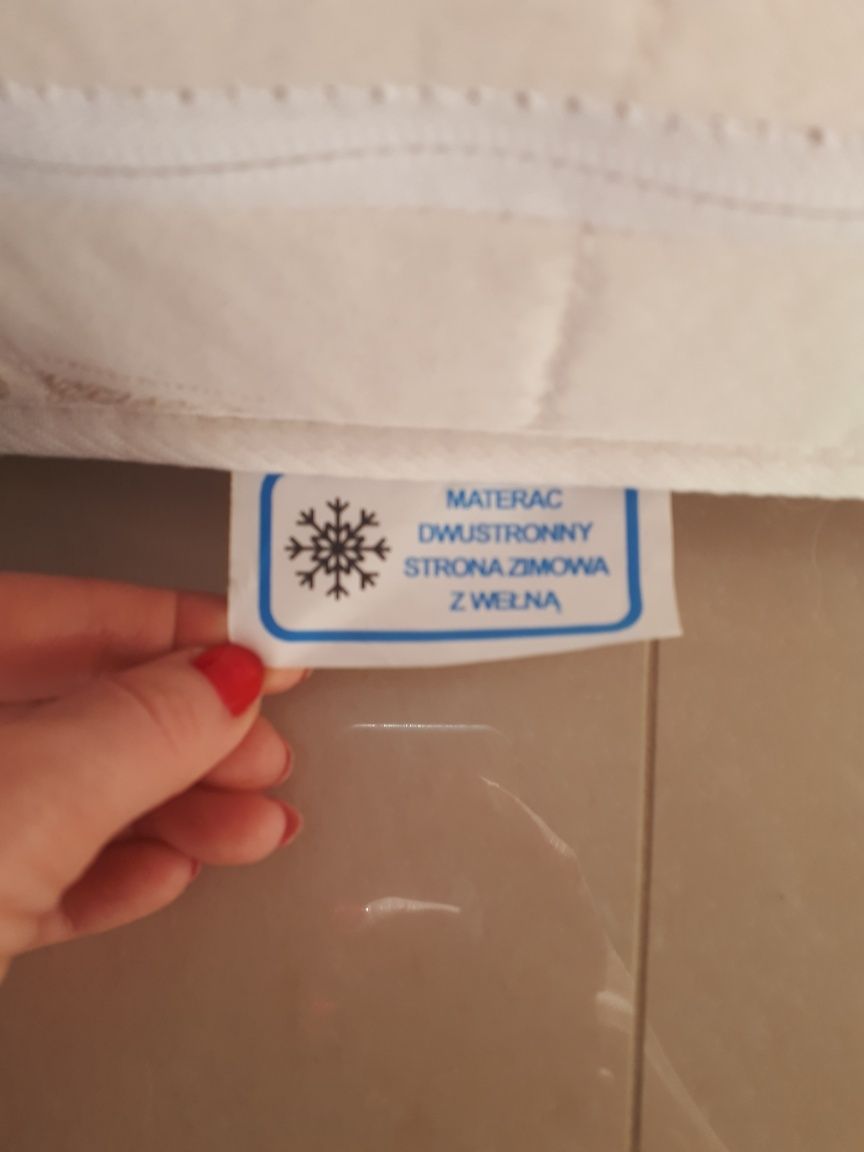 MATERAC
DWUSTRONNY
STRONA ZIMOWA
Z WEŁNĄ